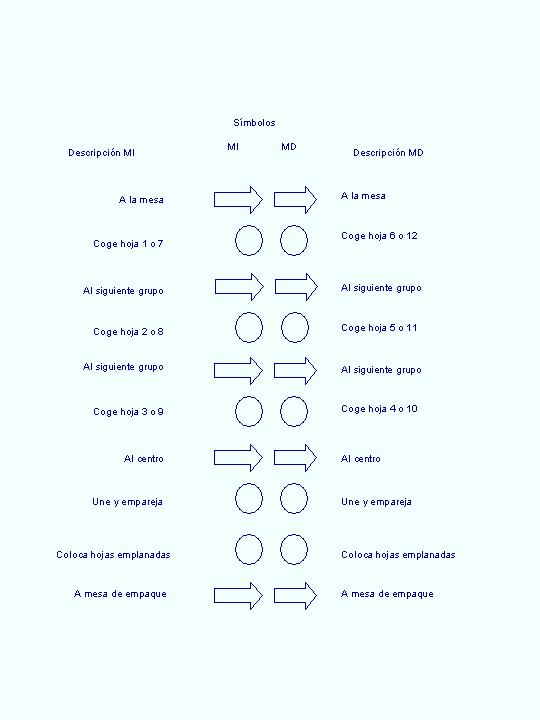 Símbolos
Descripción MI MI MD Descripción MD
A la mesa A la mesa
Coge hoja 1 o 7 Coge hoja 6 o 12
Al siguiente grupo Al siguiente grupo
Coge hoja 2 o 8 Coge hoja 5 o 11
Al siguiente grupo Al siguiente grupo
Coge hoja 3 o 9 Coge hoja 4 o 10
Al centro Al centro
Une y empareja Une y empareja
Coloca hojas emplanadas Coloca hojas emplanadas
A mesa de empaque A mesa de empaque